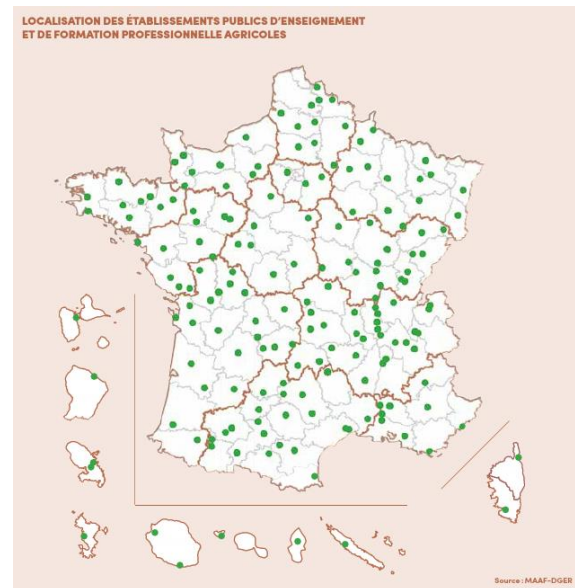 LOCALISATION DES ÉTABLISSEMENTS PUBLICS D'ENSEIGNEMENT
ET DE FORMATION PROFESSIONNELLE AGRICOLES
Source : MAAF-DGER